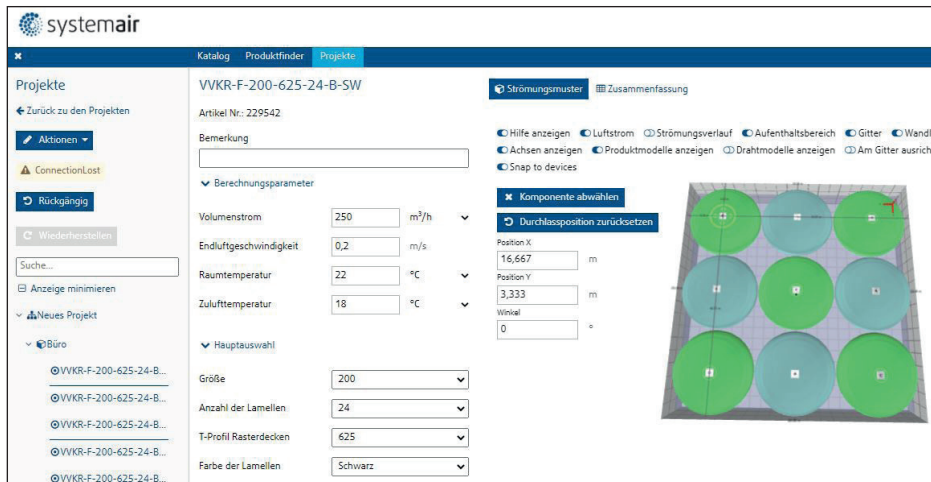 systemair
Katalog Produktfinder Projekte
Projekte
Zurück zu den Projekten
Aktionen
ConnectionLost
Rückgängig
Wiederherstellen
Suche...
Anzeige minimieren
Neues Projekt
Büro
VVKR-F-200-625-24-B...
VVKR-F-200-625-24-B...
VVKR-F-200-625-24-B...
VVKR-F-200-625-24-B...
VVKR-F-200-625-24-B...
VVKR-F-200-625-24-B-SW
Artikel Nr.: 229542
Bemerkung
Berechnungsparameter
Volumenstrom 250 m³/h
Endluftgeschwindigkeit 0,2 m/s
Raumtemperatur 22 °C
Zulufttemperatur 18 °C
Hauptauswahl
Größe 200
Anzahl der Lamellen 24
T-Profil Rasterdecken 625
Farbe der Lamellen Schwarz
Strömungsmuster Zusammenfassung
Hilfe anzeigen Luftstrom Strömungsverlauf Aufenthaltsbereich Gitter Wandl
Achsen anzeigen Produktmodelle anzeigen Drahtmodelle anzeigen Am Gitter ausrich
Snap to devices
Komponente abwählen
Durchlassposition zurücksetzen
Position X
16,667 m
Position Y
3,333 m
Winkel
0 °